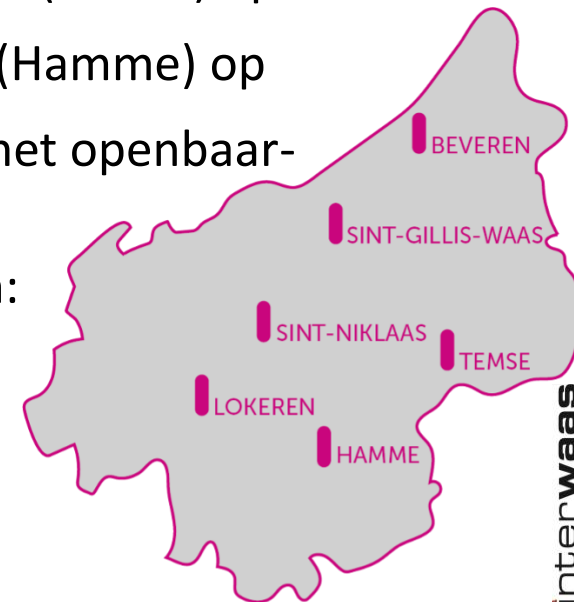 (Hamme) op
het openbaar-
BEVEREN
SINT-GILLIS-WAAS
SINT-NIKLAAS
TEMSE
LOKEREN
HAMME
interwaas